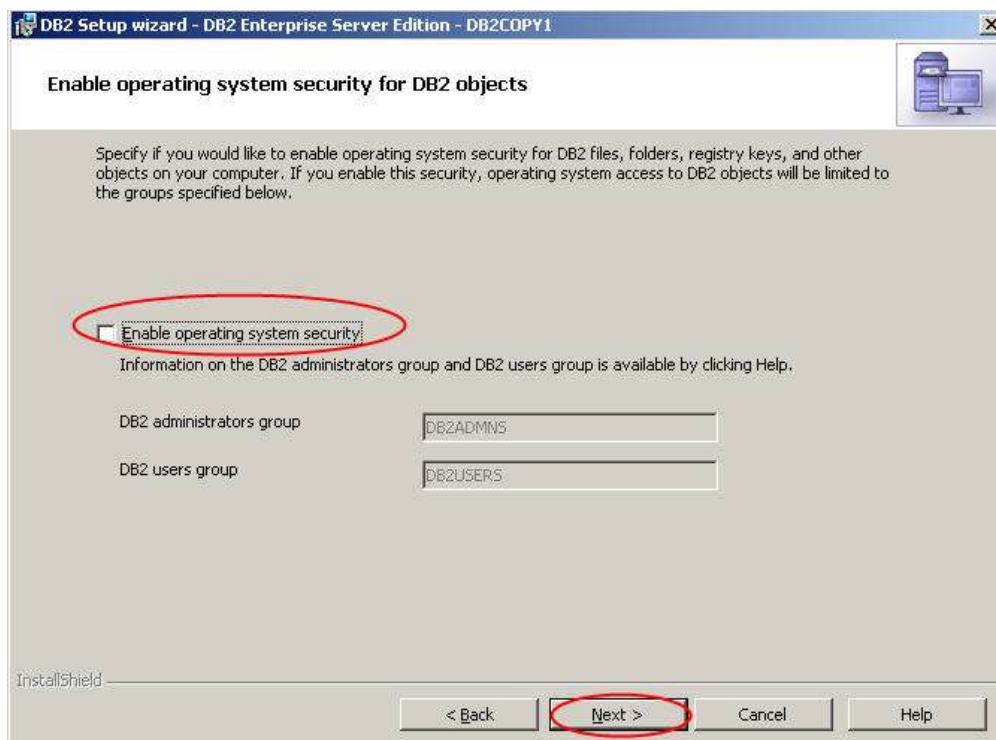 DB2 Setup wizard - DB2 Enterprise Server Edition - DB2COPY1
Enable operating system security for DB2 objects
Specify if you would like to enable operating system security for DB2 files, folders, registry keys, and other
objects on your computer. If you enable this security, operating system access to DB2 objects will be limited to
the groups specified below.
Enable operating system security
Information on the DB2 administrators group and DB2 users group is available by clicking Help.
DB2 administrators group
DB2ADMNS
DB2 users group
DB2USERS
InstallShield
< Back
Next >
Cancel
Help